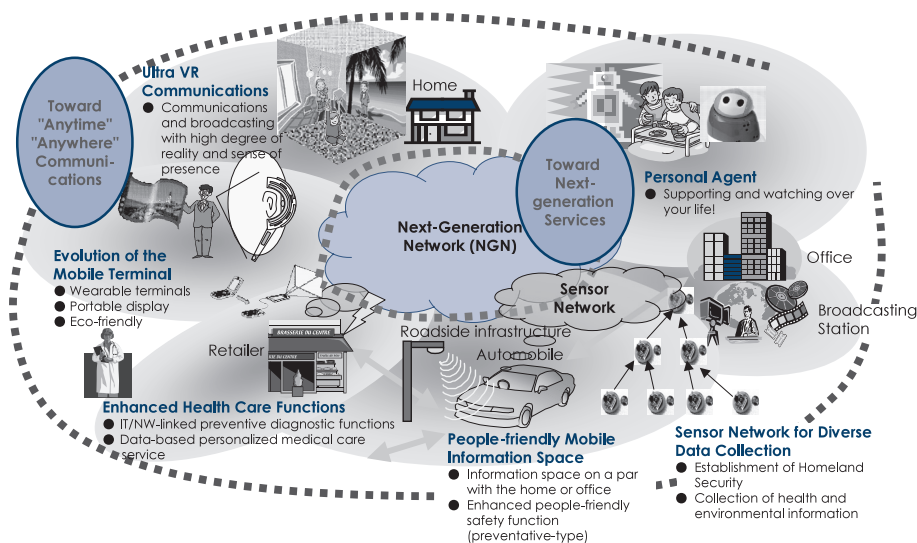 Ultra VR
Communications
● Communications
and broadcasting
with high degree of
reality and sense of
presence
Toward
"Anytime"
"Anywhere"
Communi-
cations
Home
Toward
Next-
generation
Services
Personal Agent
● Supporting and watching over
your life!
Next-Generation
Network (NGN)
Office
Evolution of the
Mobile Terminal
● Wearable terminals
● Portable display
● Eco-friendly
Sensor
Network
Broadcasting
Station
Retailer
BRASSERIE DU CENTRE
Roadside infrastructure
Automobile
Enhanced Health Care Functions
● IT/NW-linked preventive diagnostic functions
● Data-based personalized medical care
service
People-friendly Mobile
Information Space
● Information space on a par
with the home or office
● Enhanced people-friendly
safety function
(preventative-type)
Sensor Network for Diverse
Data Collection
● Establishment of Homeland
Security
● Collection of health and
environmental information